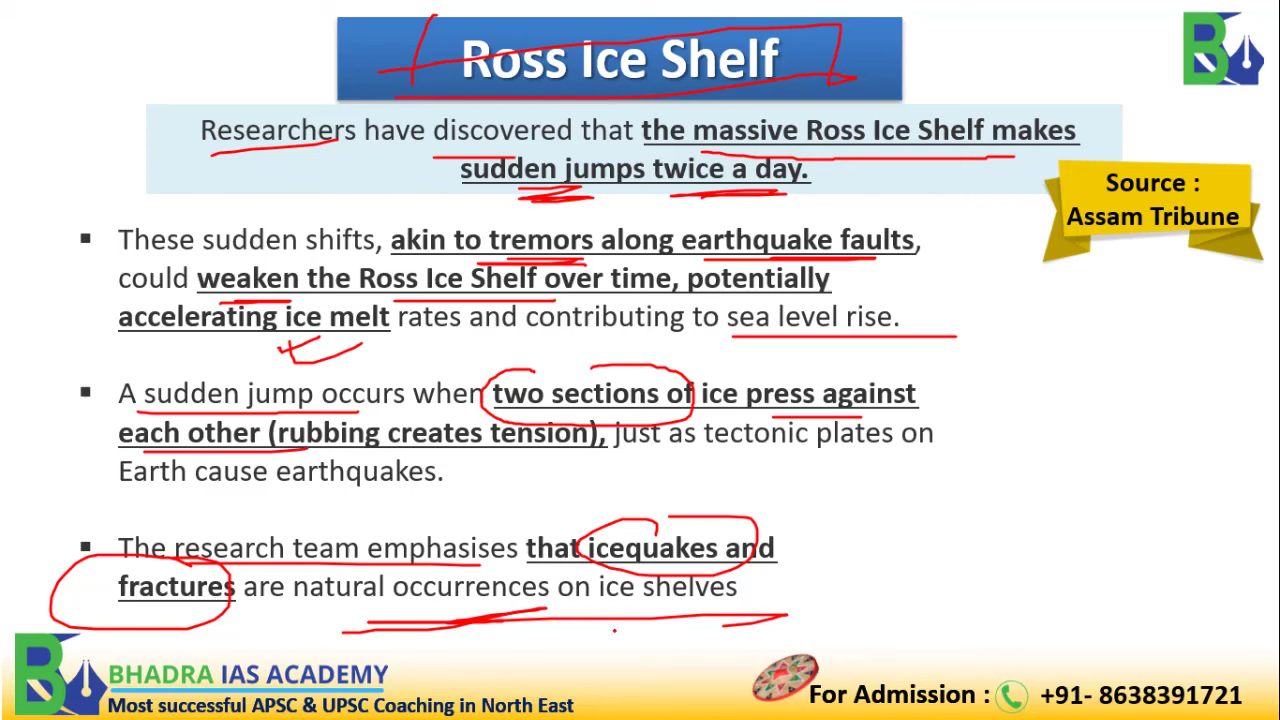 Ross Ice Shelf
Researchers have discovered that the massive Ross Ice Shelf makes
sudden jumps twice a day.
Source :
Assam Tribune
These sudden shifts, akin to tremors along earthquake faults,
could weaken the Ross Ice Shelf over time, potentially
accelerating ice melt rates and contributing to sea level rise.
A sudden jump occurs when two sections of ice press against
each other (rubbing creates tension), just as tectonic plates on
Earth cause earthquakes.
The research team emphasises that icequakes and
fractures are natural occurrences on ice shelves
BHADRA IAS ACADEMY
Most successful APSC & UPSC Coaching in North East
For Admission : +91- 8638391721